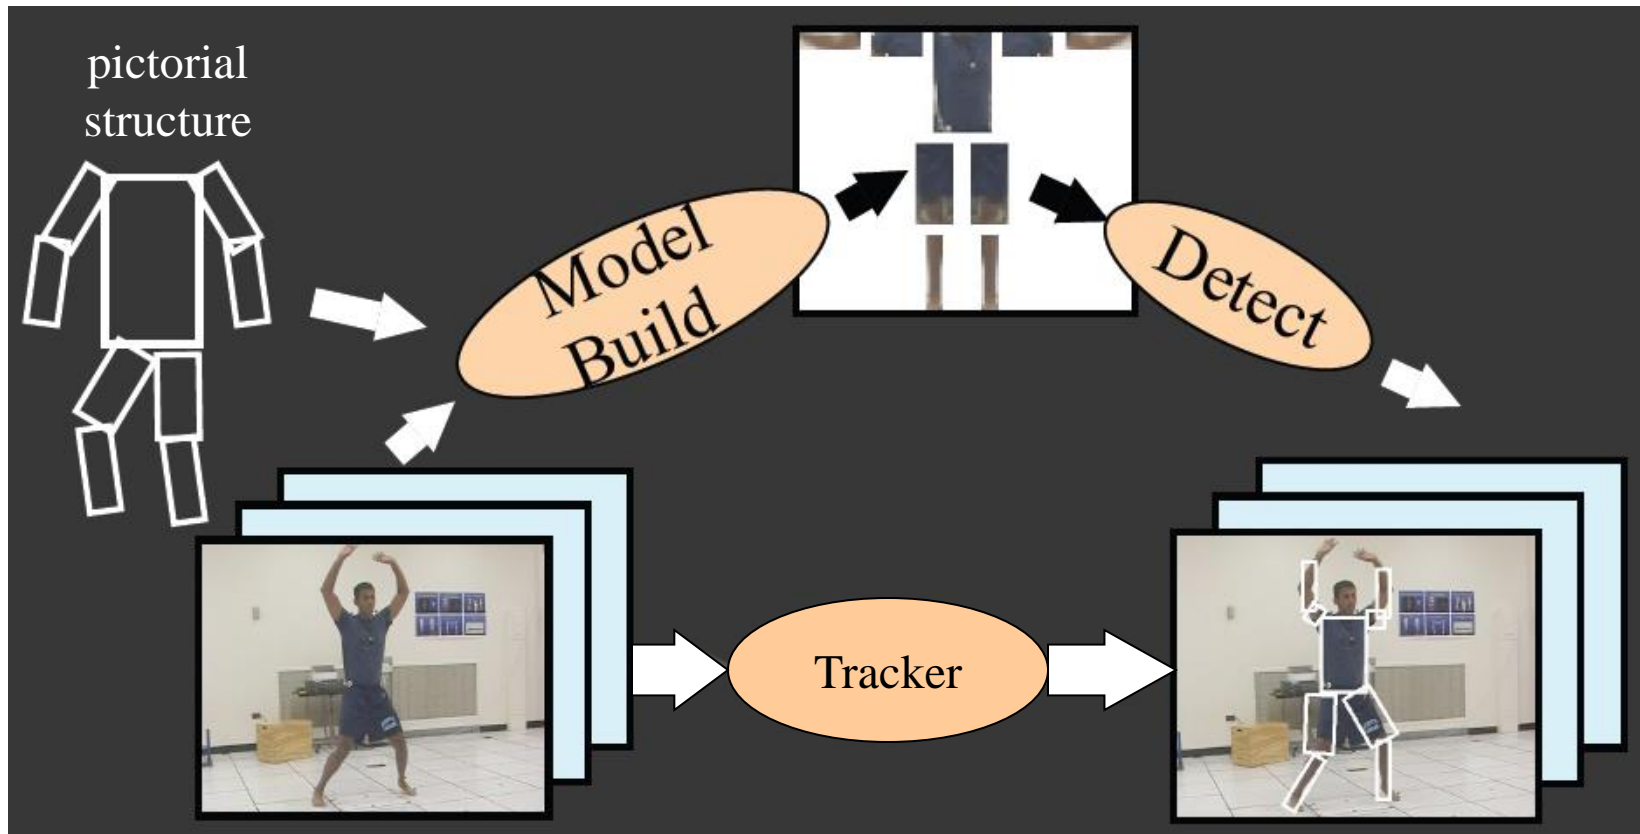 pictorial
structure
Model
Build
Detect
Tracker